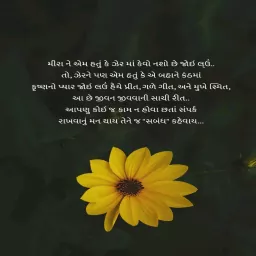 મીરા ને એમ હતું કે ઝેર માં કેવો નશો છે જોઇ લઉં..
તો, ઝેરને પણ એમ હતું કે એ બહાને કંઠમાં
કૃષ્ણનો પ્યાર જોઇ લઉં હૈયે પ્રીત, ગળે ગીત, અને મુખે સ્મિત,
આ છે જીવન જીવવાની સાચી રીત..
આપણુ કોઇ જ કામ ન હોવા છતાં સંપર્ક
રાખવાનું મન થાય તેને જ "સબંધ" કહેવાય...